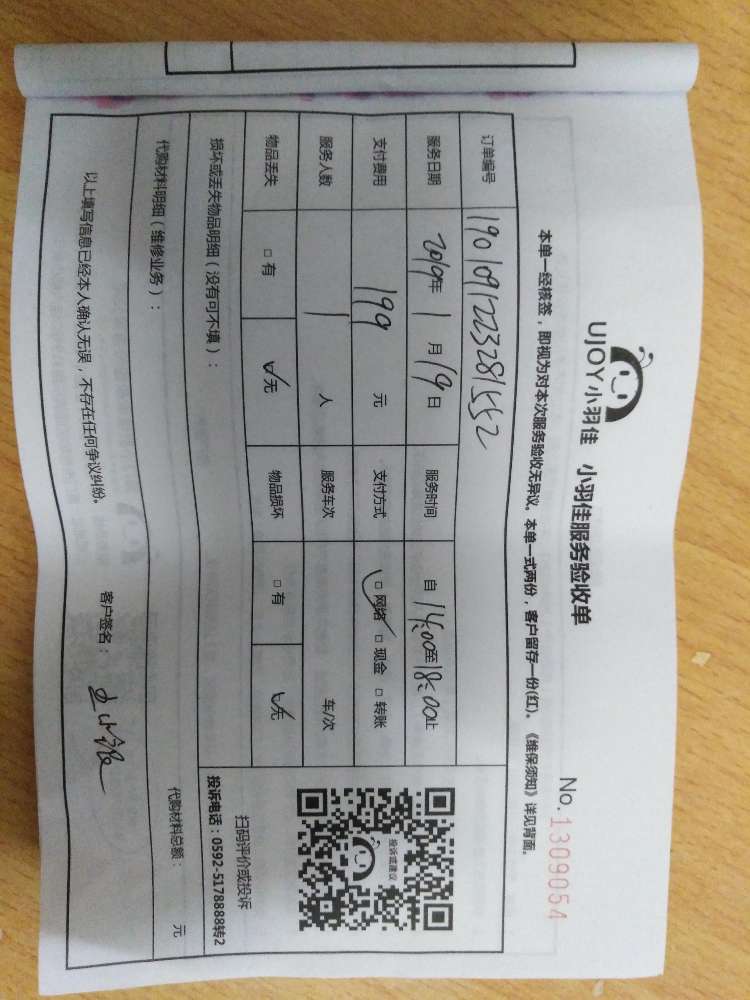 UJOY小羽佳 小羽佳服务验收单
No.1309054
本单一经核签，即视为对本次服务验收无异议。本单一式两份，客户留存一份(红)。《维保须知》详见背面。
订单编号 1901091223281552
服务日期 2019年 1 月 19 日 服务时间 自 14:00至18:00止
支付费用 199 元 支付方式 □网络 □现金 □转账
服务人数 1 人 服务车次 车/次
物品丢失 □有 □无 物品损坏 □有 □无
损坏或丢失物品明细（没有可不填）：
投诉或建议
扫码评价或投诉
投诉电话：0592-5178888转2
代购材料明细（维修业务）： 代购材料总额： 元
以上填写信息已经本人确认无误，不存在任何争议纠纷。 客户签名：